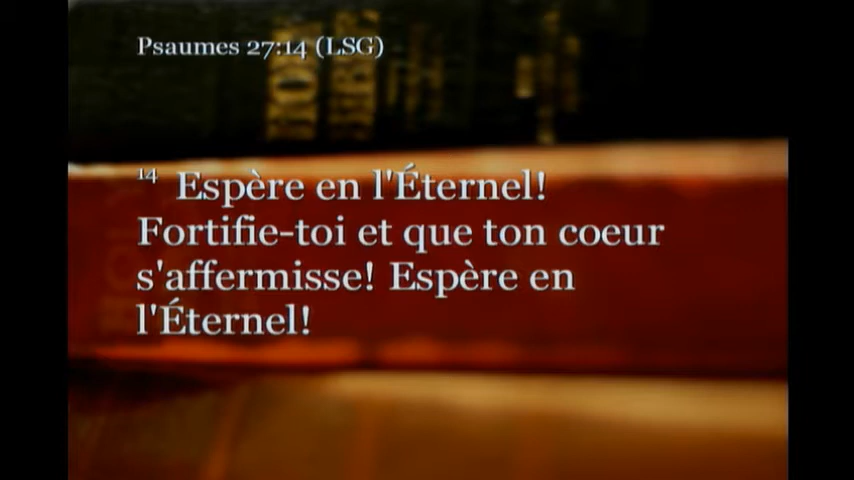 Psaumes 27:14 (LSG)
14 Espère en l'Éternel!
Fortifie-toi et que ton coeur
s'affermisse! Espère en
l'Éternel!